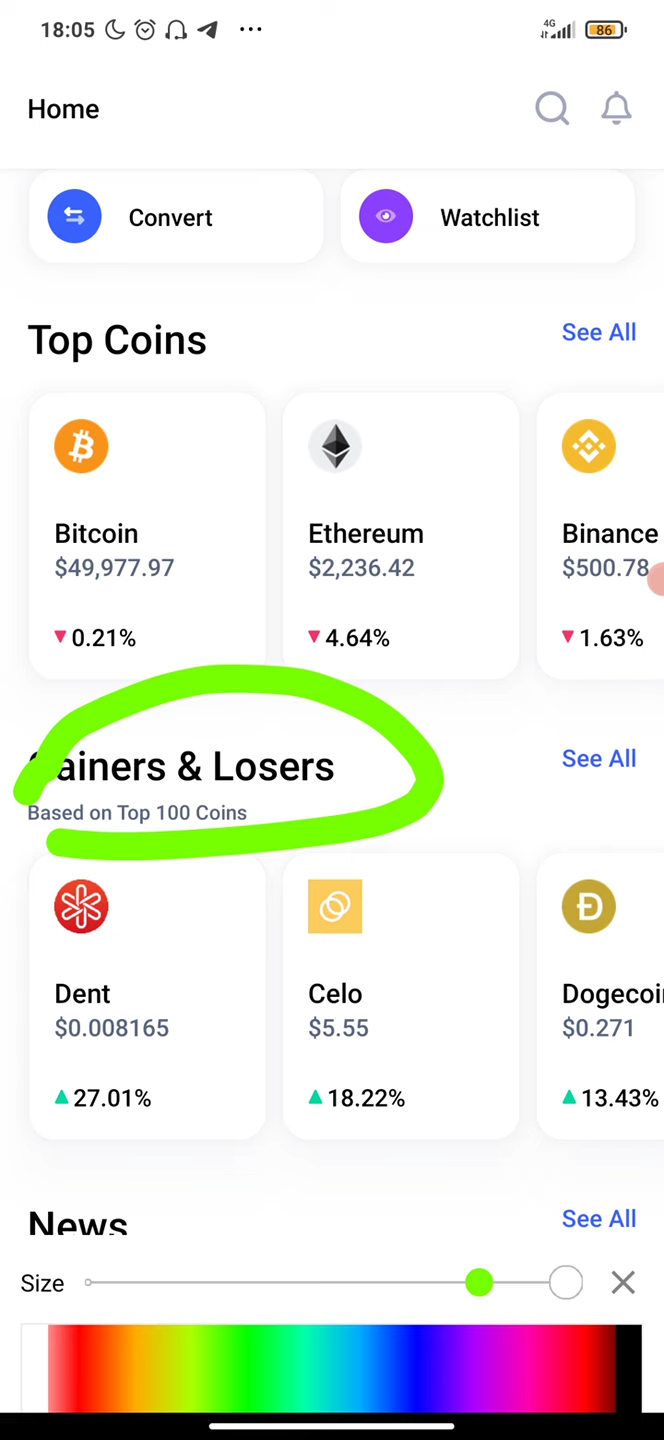 18:05
4G
86
Home
Convert
Watchlist
Top Coins
See All
Bitcoin
$49,977.97
0.21%
Ethereum
$2,236.42
4.64%
Binance
$500.78
1.63%
Gainers & Losers
See All
Based on Top 100 Coins
Dent
$0.008165
27.01%
Celo
$5.55
18.22%
Dogecoin
$0.271
13.43%
News
See All
Size